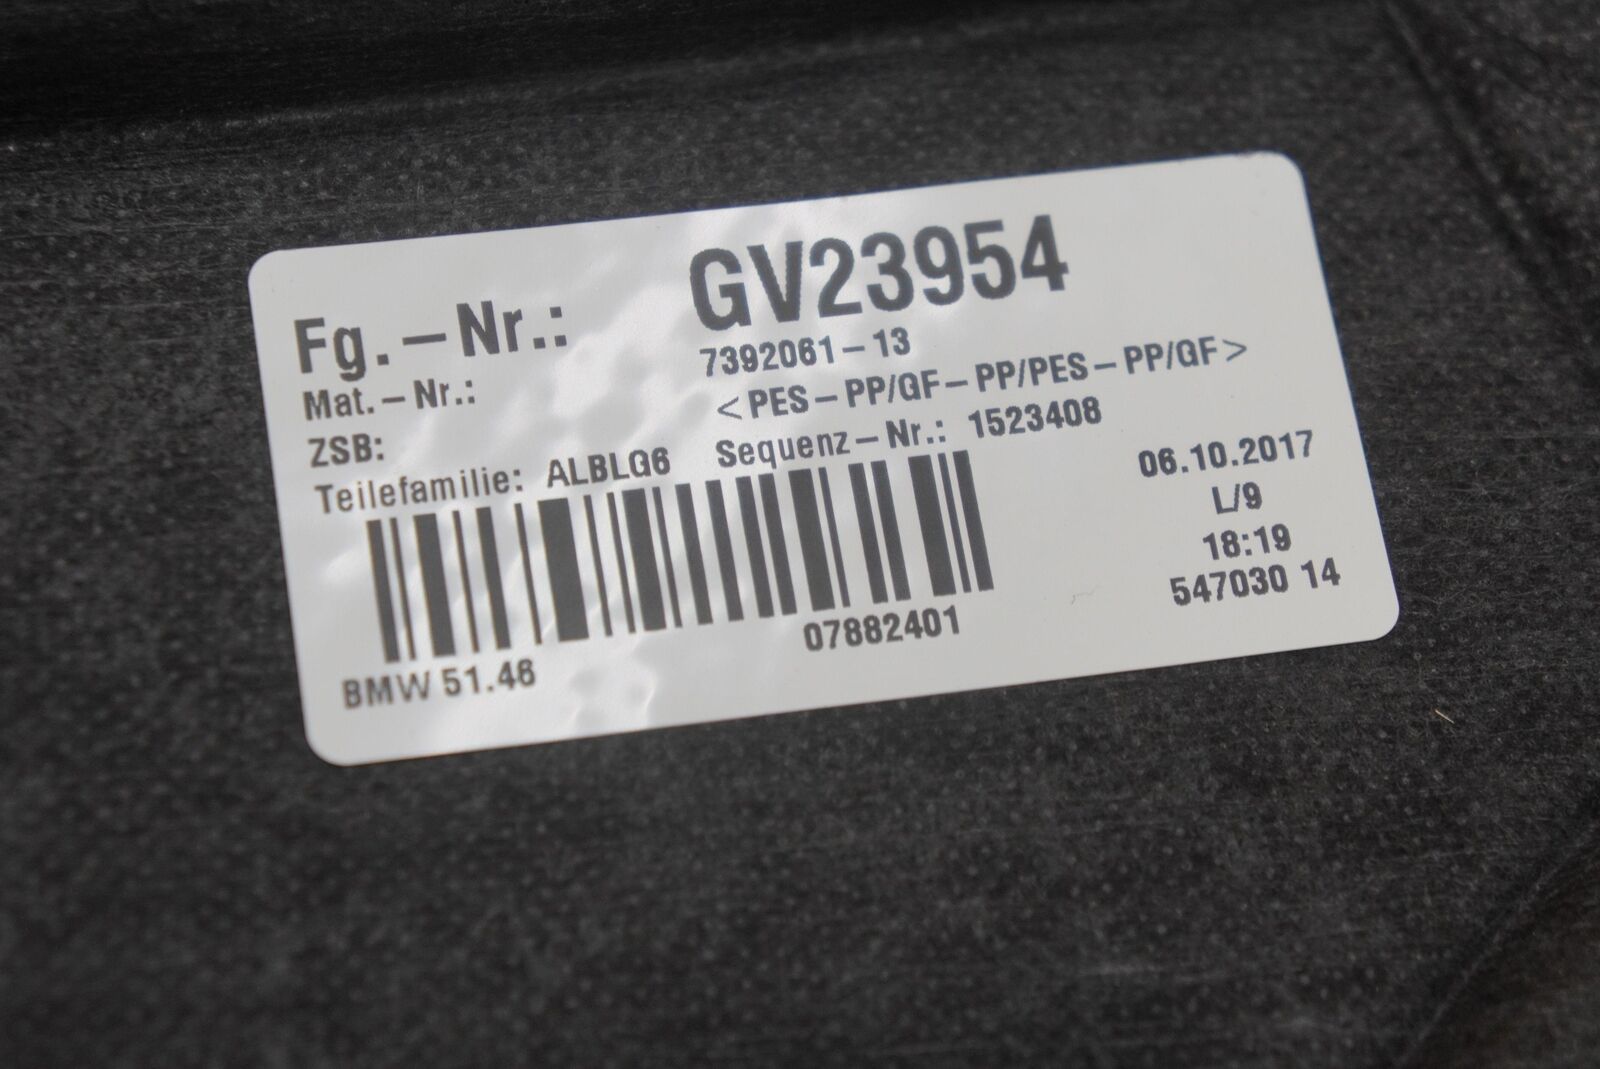 Fg.-Nr.: GV23954
Mat.-Nr.: 7392061-13
ZSB: <PES-PP/GF-PP/PES-PP/GF>
Teilefamilie: ALBLG6 Sequenz-Nr.: 1523408
06.10.2017
L/9
18:19
547030 14
BMW 51.46 07882401